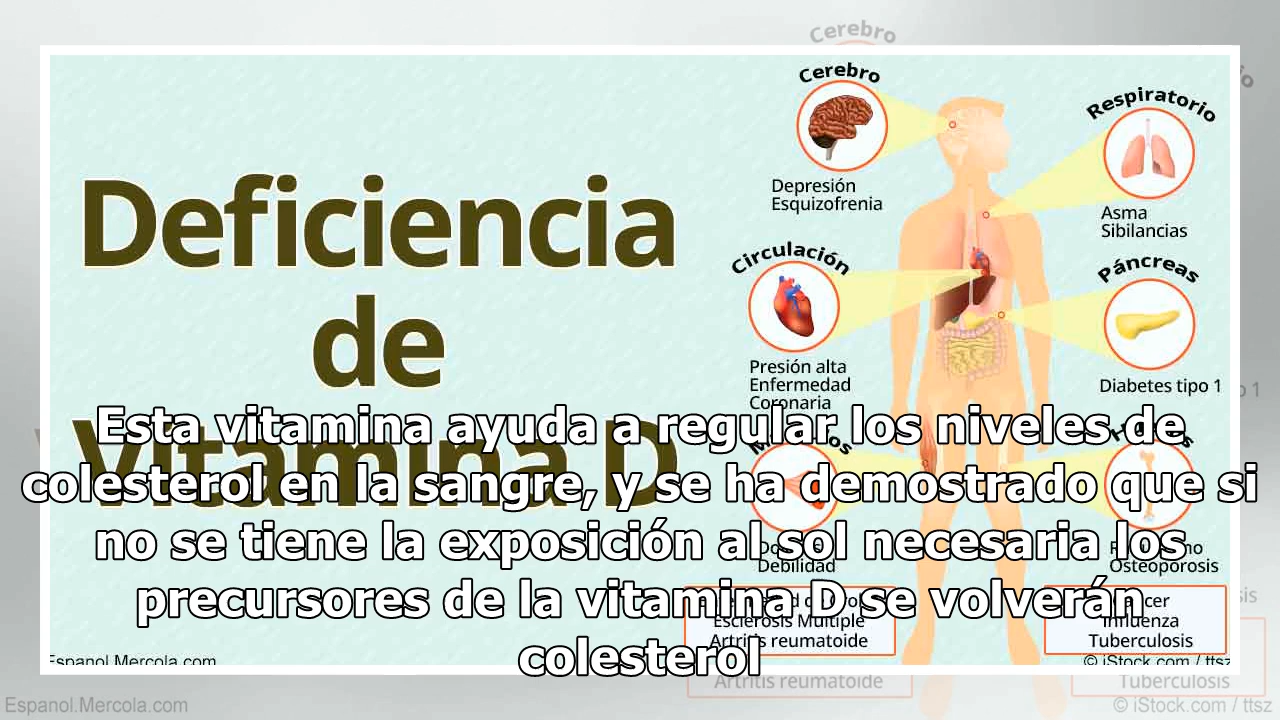 Cerebro
Cerebro
Respiratorio
Depresión
Esquizofrenia
Asma
Sibilancias
Deficiencia
de
Vitamina D
Circulación
Páncreas
Presión alta
Enfermedad
Coronaria
Diabetes tipo 1
Esta vitamina ayuda a regular los niveles de
colesterol en la sangre, y se ha demostrado que si
no se tiene la exposición al sol necesaria los
precursores de la vitamina D se volverán
colesterol
Debilidad
Osteoporosis
Esclerosis Múltiple
Artritis reumatoide
Influenza
Tuberculosis
Espanol.Mercola.com
© iStock.com / ttsz
Artritis reumatoide
Tuberculosis
Espanol.Mercola.com
© iStock.com / ttsz